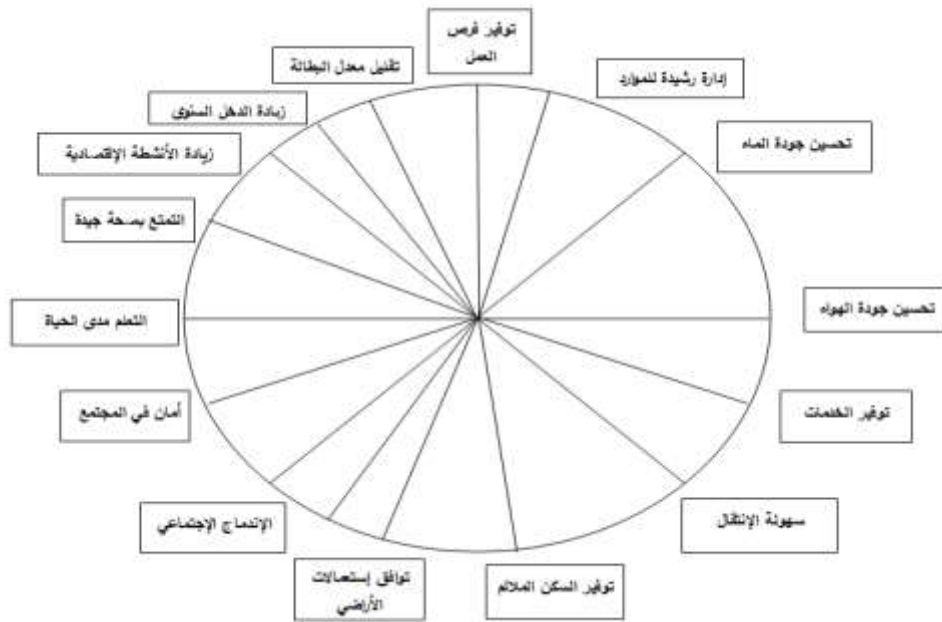 توفير فرص
العمل
إدارة رشيدة للموارد
تحسين جودة الماء
تحسين جودة الهواء
توفير الخدمات
سهولة الإنتقال
توفير السكن الملائم
توافق إستعمالات
الأراضي
الإندماج الإجتماعي
أمان في المجتمع
التعلم مدى الحياة
التمتع بصحة جيدة
زيادة الأنشطة الإقتصادية
زيادة الدخل السنوى
تقليل معدل البطالة